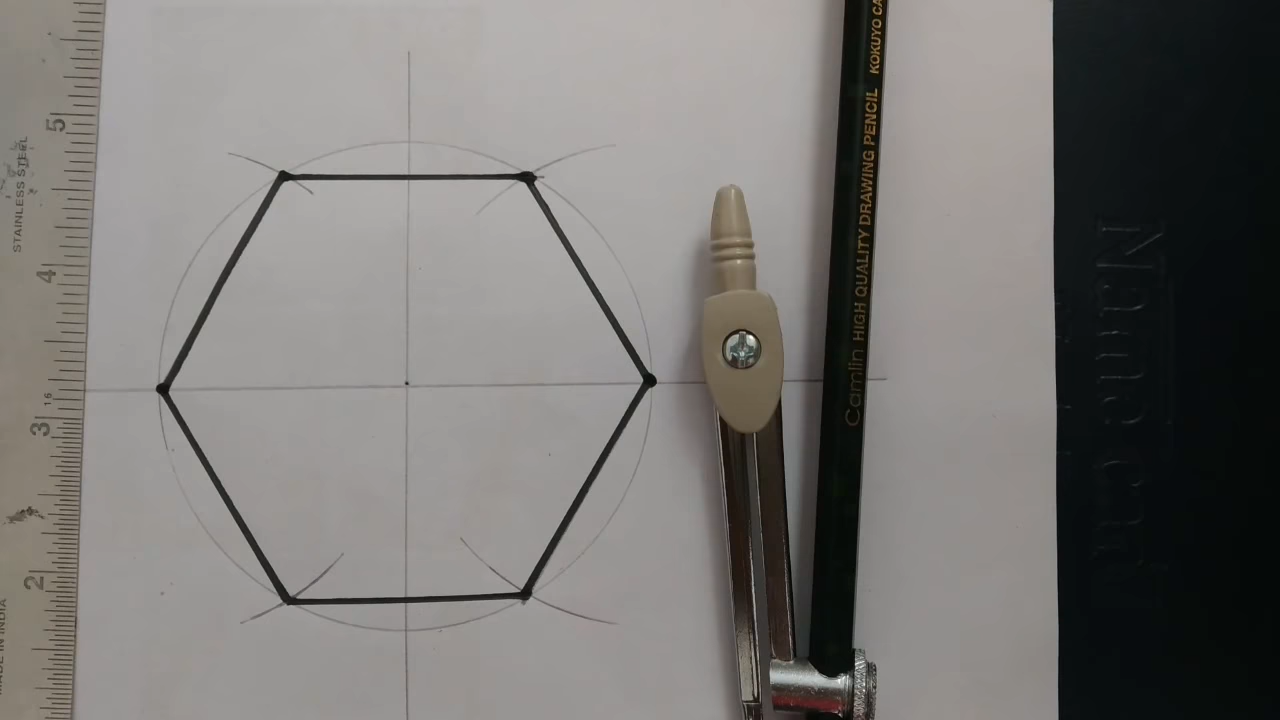 STAINLESS STEEL
MADE IN INDIA
5
4
3
16
2
Camlin HIGH QUALITY DRAWING PENCIL KOKUYO CA